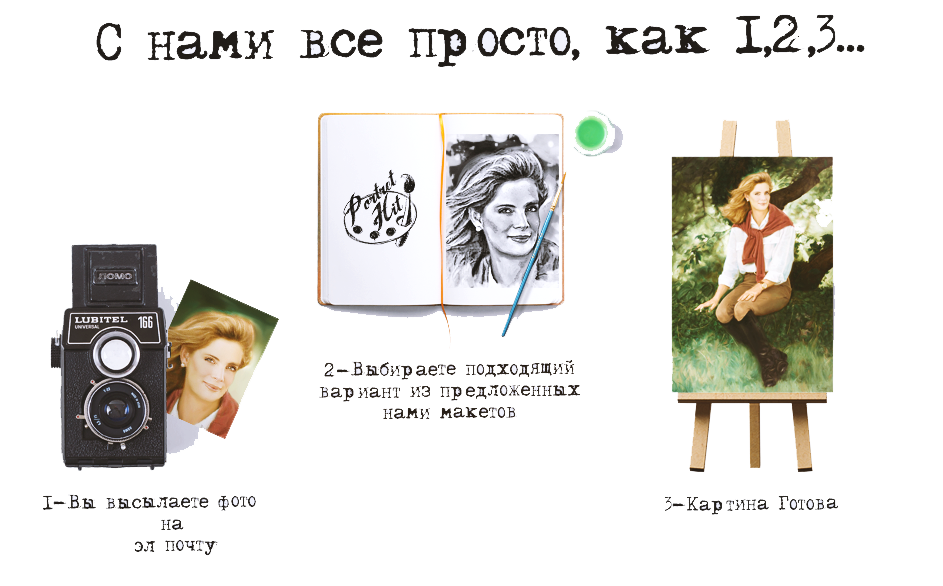 С нами все просто, как 1,2,3...
Portret
Hit
ЛОМО
LUBITEL
UNIVERSAL 166
2-Выбираете подходящий
вариант из предложенных
нами макетов
1-Вы высылаете фото
на
эл почту
3-Картина Готова